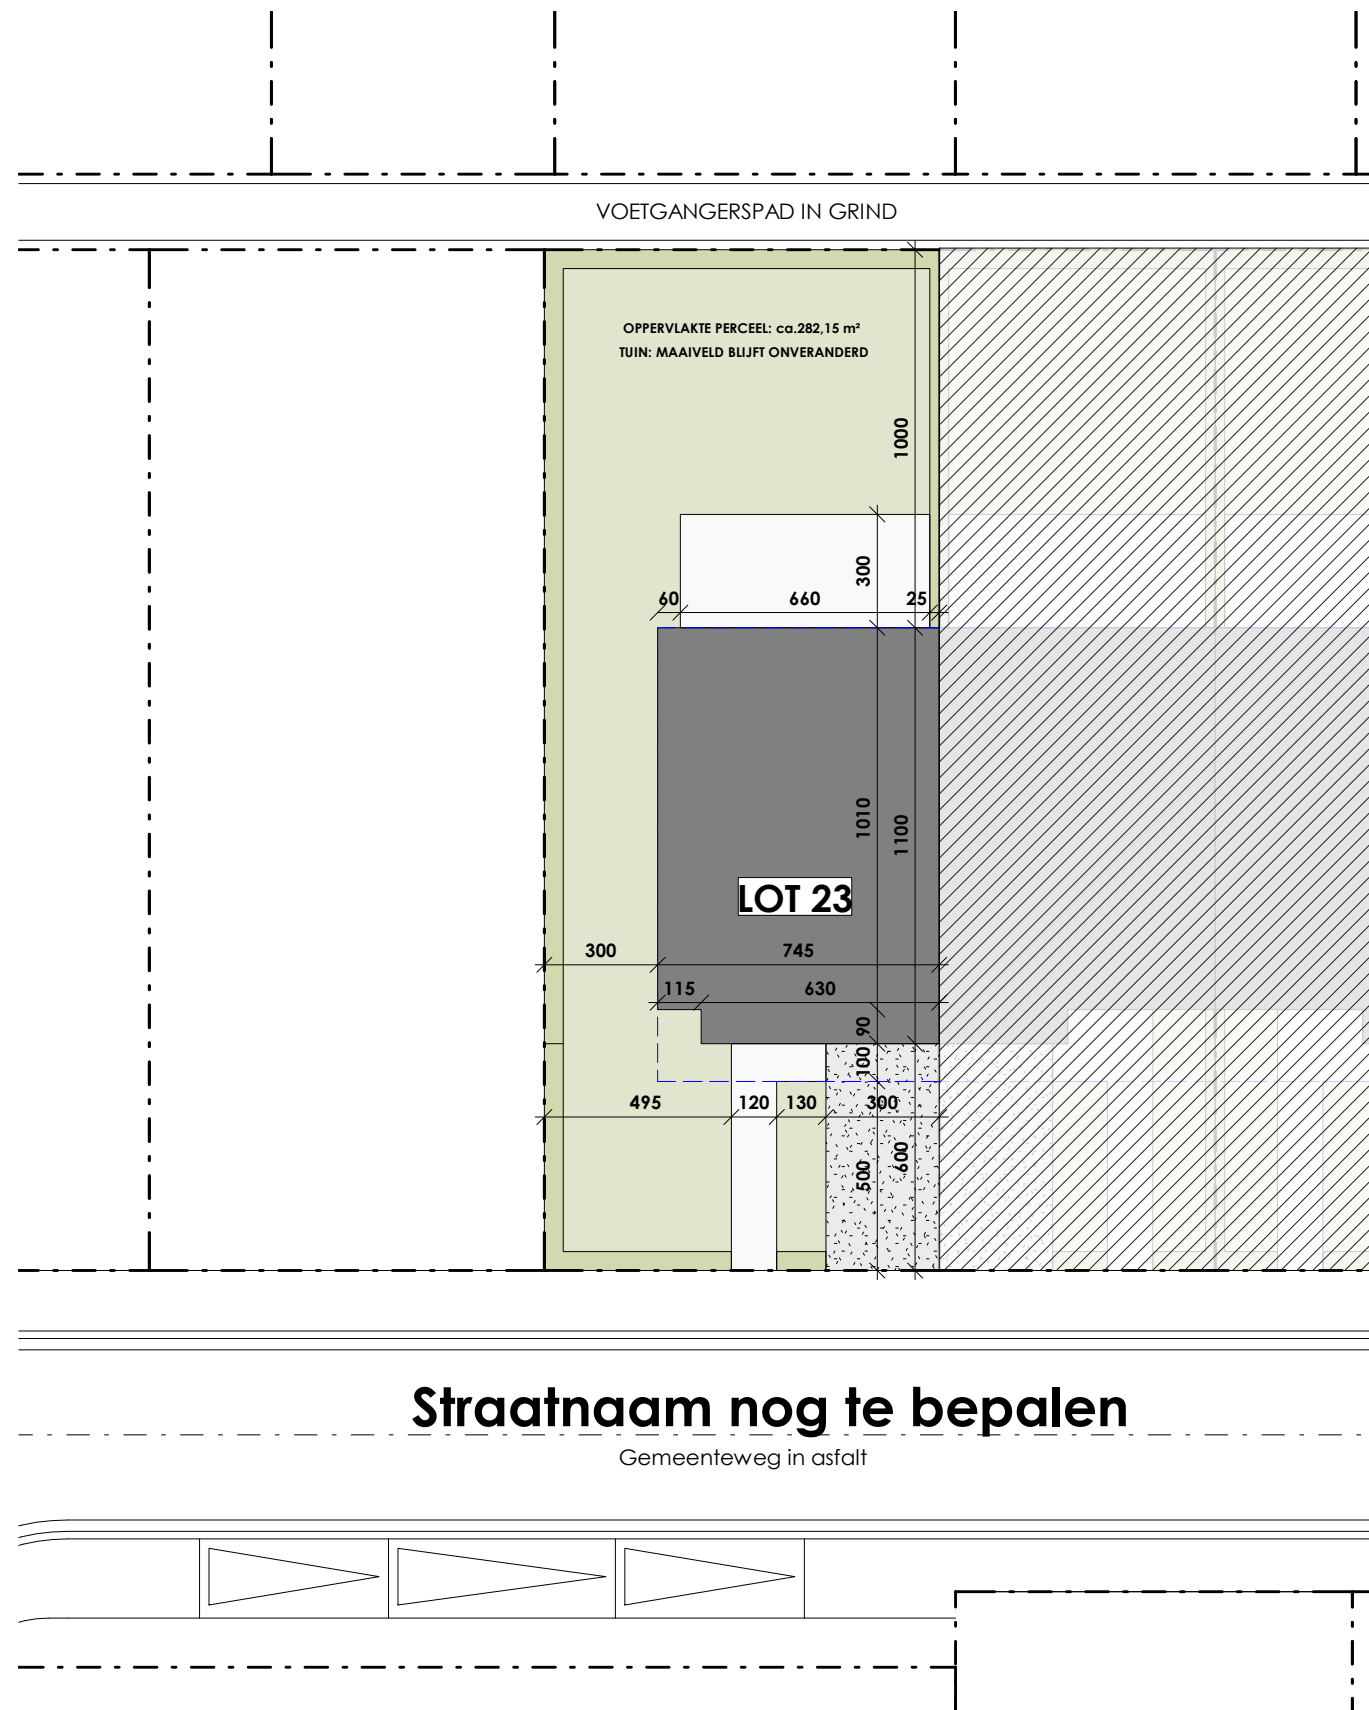 VOETGANGERSPAD IN GRIND
OPPERVLAKTE PERCEEL: ca.282,15 m²
TUIN: MAAIVELD BLIJFT ONVERANDERD
1000
300
60 660 25
1010
1100
LOT 23
300 745
115 630
90
100
495 120 130 300
600
500
Straatnaam nog te bepalen
Gemeenteweg in asfalt